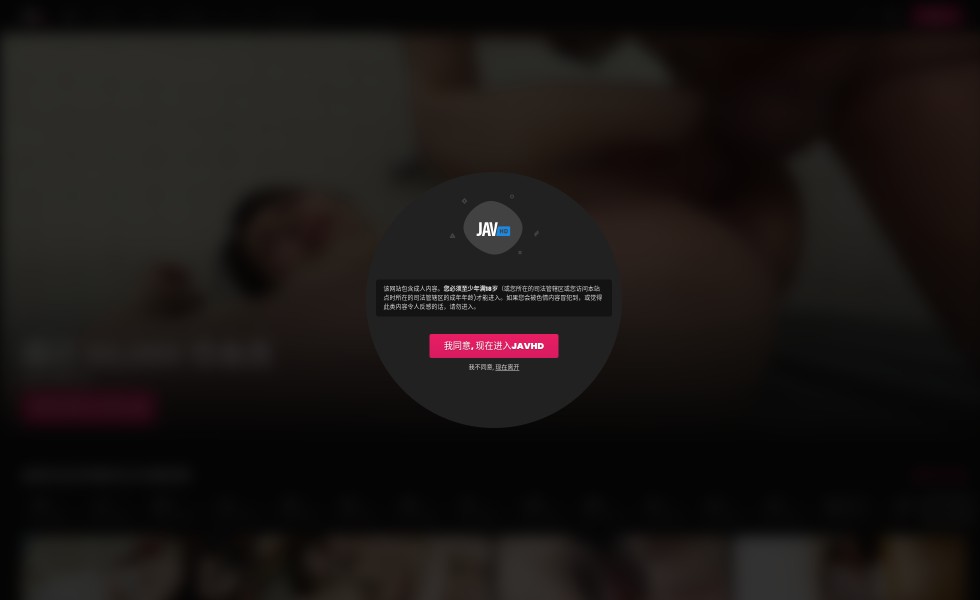 JAV HD
该网站包含成人内容。您必须至少年满18岁（或您所在的司法管辖区或您访问本站
点时所在的司法管辖区的成年年龄)才能进入。如果您会被色情内容冒犯到，或觉得
此类内容令人反感的话，请勿进入。
我同意, 现在进入JAVHD
我不同意, 现在离开